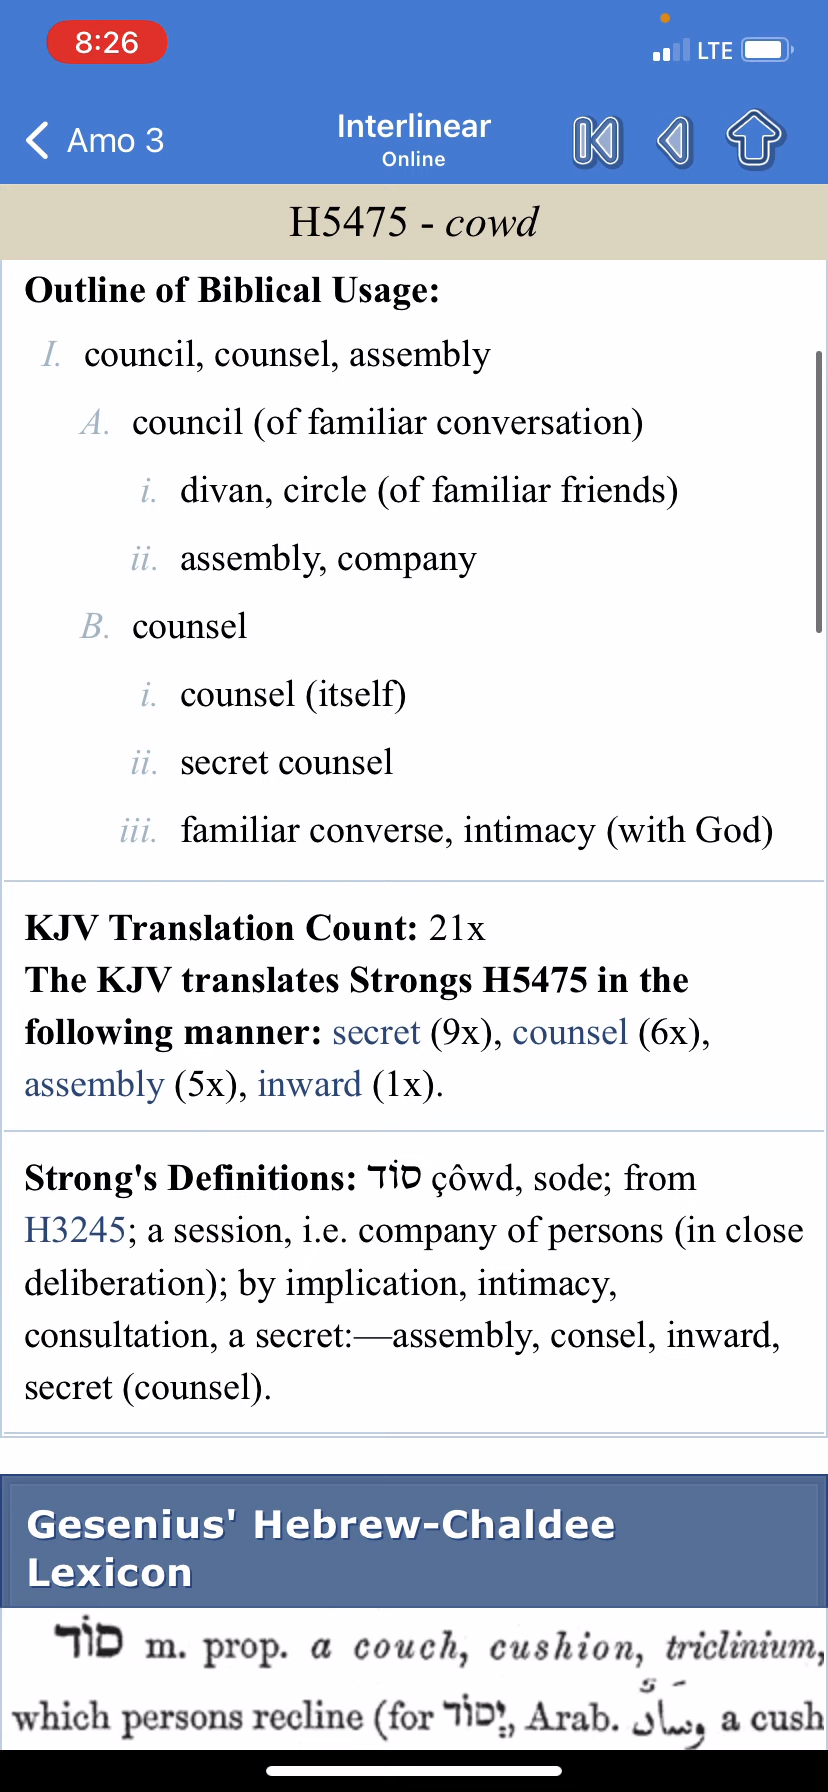 8:26
LTE
Amo 3
Interlinear
Online
H5475 - cowd
Outline of Biblical Usage:
I. council, counsel, assembly
A. council (of familiar conversation)
i. divan, circle (of familiar friends)
ii. assembly, company
B. counsel
i. counsel (itself)
ii. secret counsel
iii. familiar converse, intimacy (with God)
KJV Translation Count: 21x
The KJV translates Strongs H5475 in the
following manner: secret (9x), counsel (6x),
assembly (5x), inward (1x).
Strong's Definitions: סוֹד çôwd, sode; from
H3245; a session, i.e. company of persons (in close
deliberation); by implication, intimacy,
consultation, a secret:—assembly, consel, inward,
secret (counsel).
Gesenius' Hebrew-Chaldee
Lexicon
סוֹד m. prop. a couch, cushion, triclinium,
which persons recline (for יְסוֹד, Arab. وسادٌ a cush